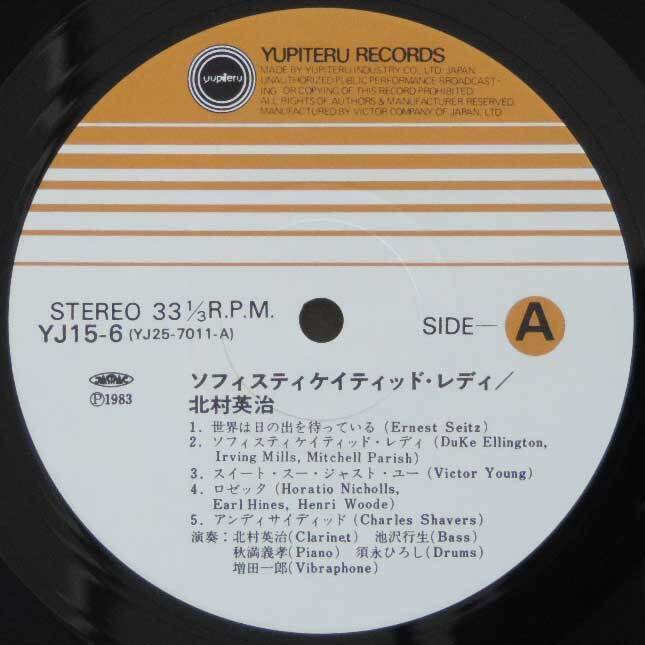 yupiteru
YUPITERU RECORDS
MADE BY YUPITERU INDUSTRY CO., LTD. JAPAN.
UNAUTHORIZED PUBLIC PERFORMANCE BROADCAST-
ING OR COPYING OF THIS RECORD PROHIBITED
ALL RIGHTS OF AUTHORS & MANUFACTURER RESERVED.
MANUFACTURED BY VICTOR COMPANY OF JAPAN, LTD.
STEREO 33 1/3 R.P.M.
YJ15-6 (YJ25-7011-A)
SIDE— A
JASRAC
Ⓟ1983
ソフィスティケイティッド・レディ/
北村英治
1. 世界は日の出を待っている (Ernest Seitz)
2. ソフィスティケイティッド・レディ (DuKe Ellington,
Irving Mills, Mitchell Parish)
3. スイート・スー・ジャスト・ユー (Victor Young)
4. ロゼッタ (Horatio Nicholls,
Earl Hines, Henri Woode)
5. アンディサイディッド (Charles Shavers)
演奏:北村英治(Clarinet) 池沢行生(Bass)
秋満義孝(Piano) 須永ひろし(Drums)
増田一郎(Vibraphone)